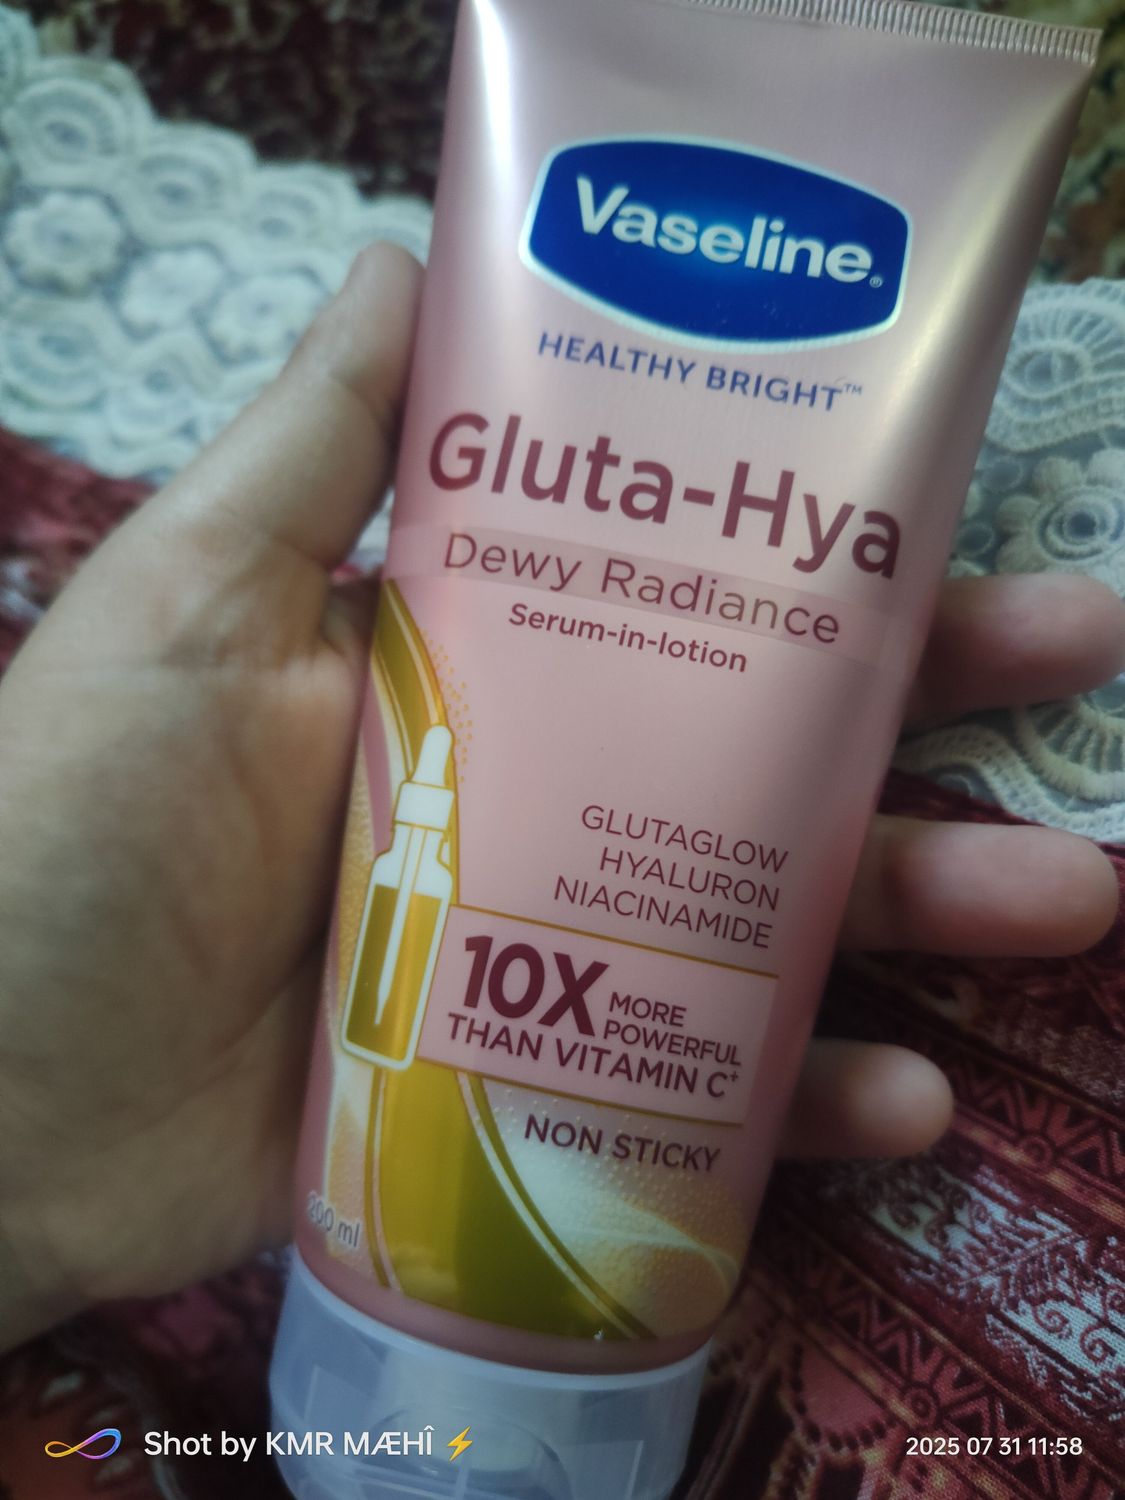 Vaseline®
HEALTHY BRIGHT™
Gluta-Hya
Dewy Radiance
Serum-in-lotion
GLUTAGLOW
HYALURON
NIACINAMIDE
10X MORE
POWERFUL
THAN VITAMIN C⁺
NON STICKY
200 ml
Shot by KMR MÆHÎ ⚡
2025 07 31 11:58